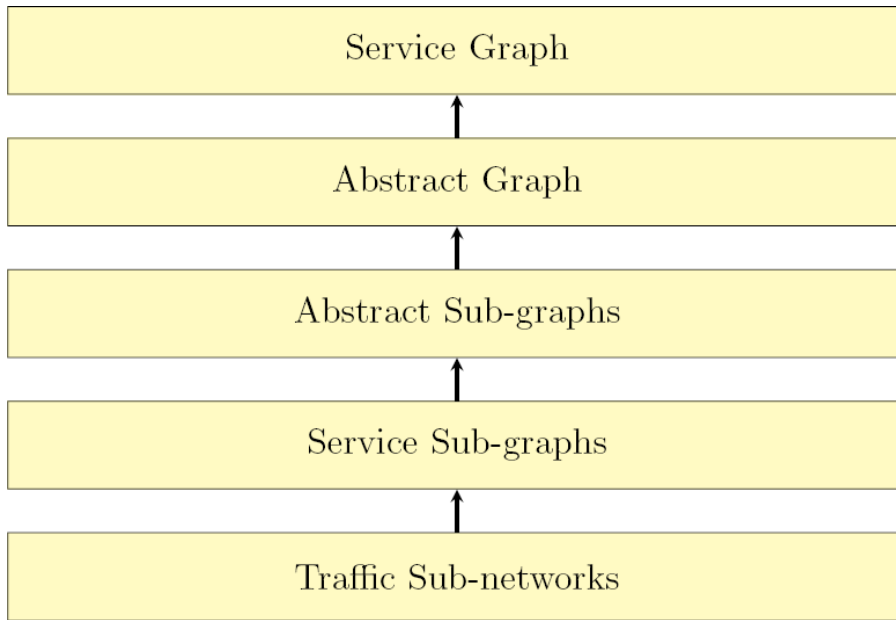 Service Graph
Abstract Graph
Abstract Sub-graphs
Service Sub-graphs
Traffic Sub-networks